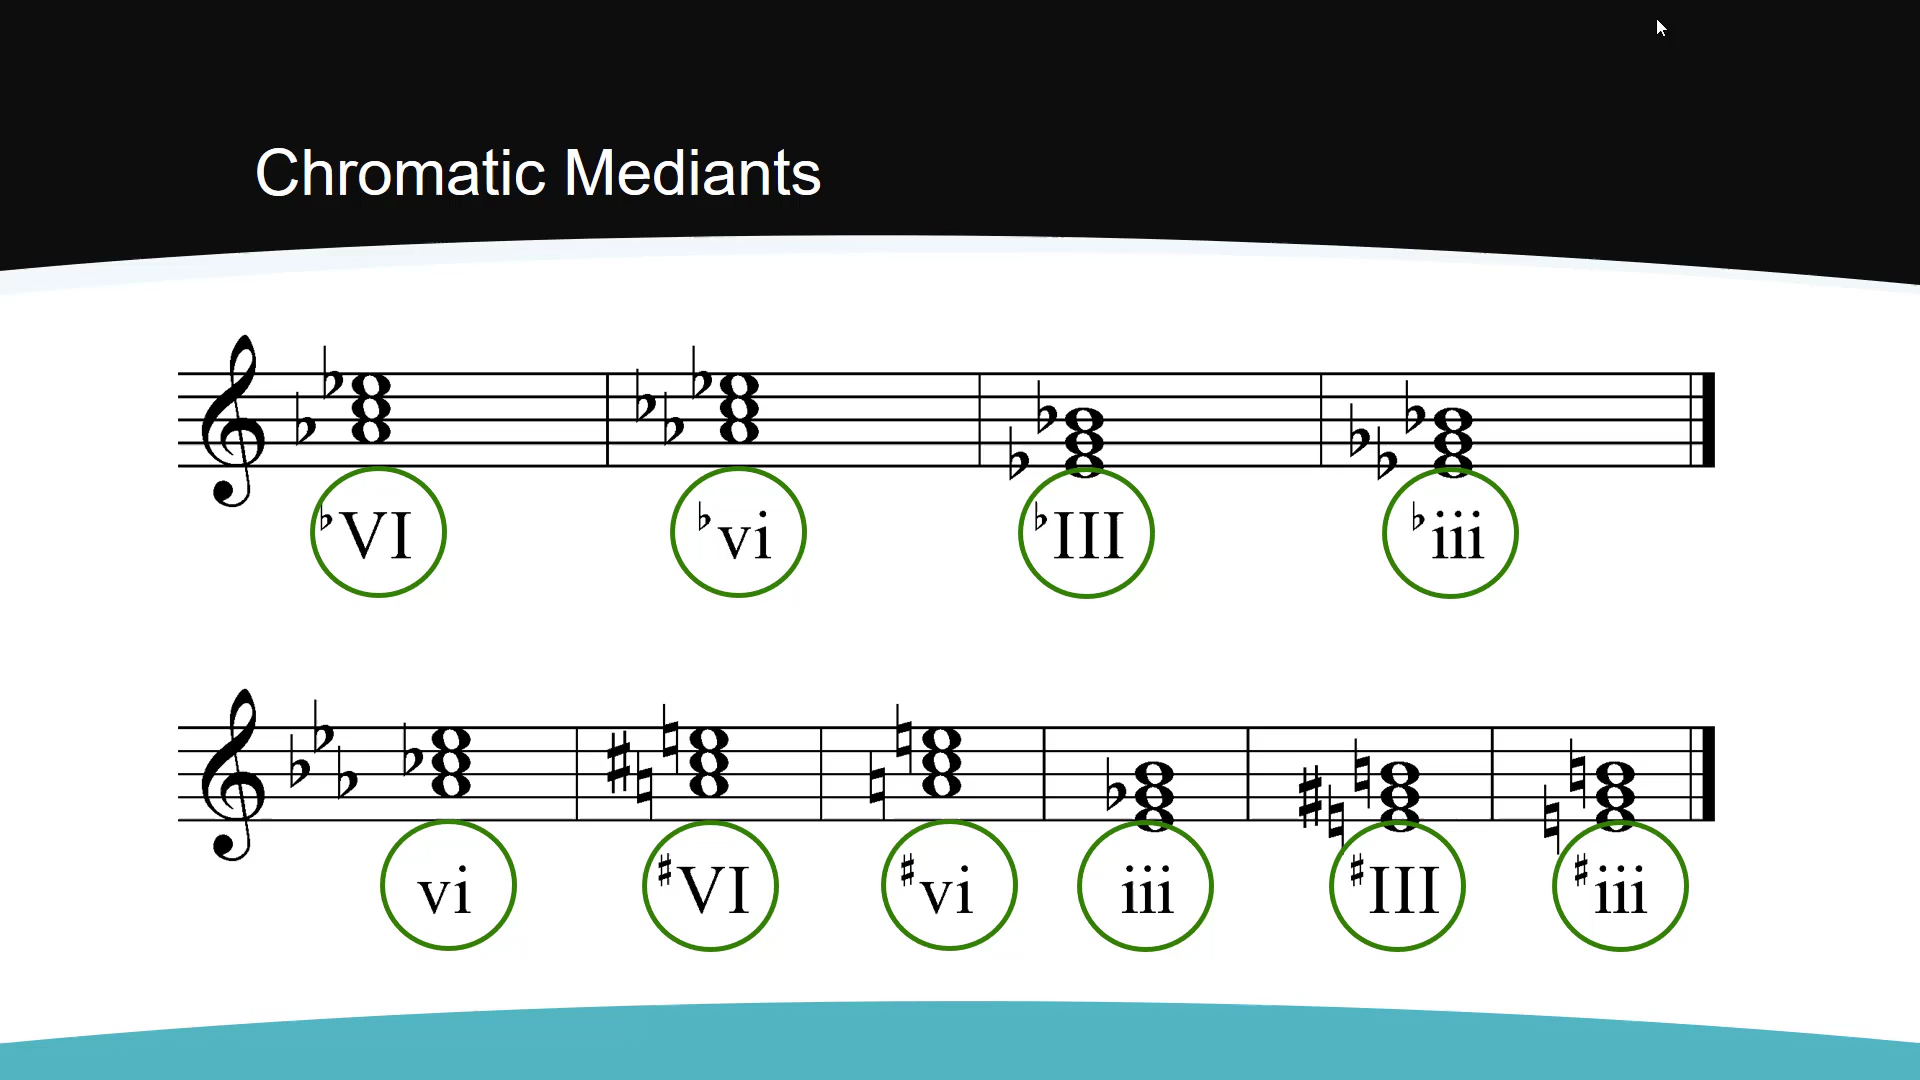 Chromatic Mediants
♭VI ♭vi ♭III ♭iii
vi ♯VI ♯vi iii ♯III ♯iii